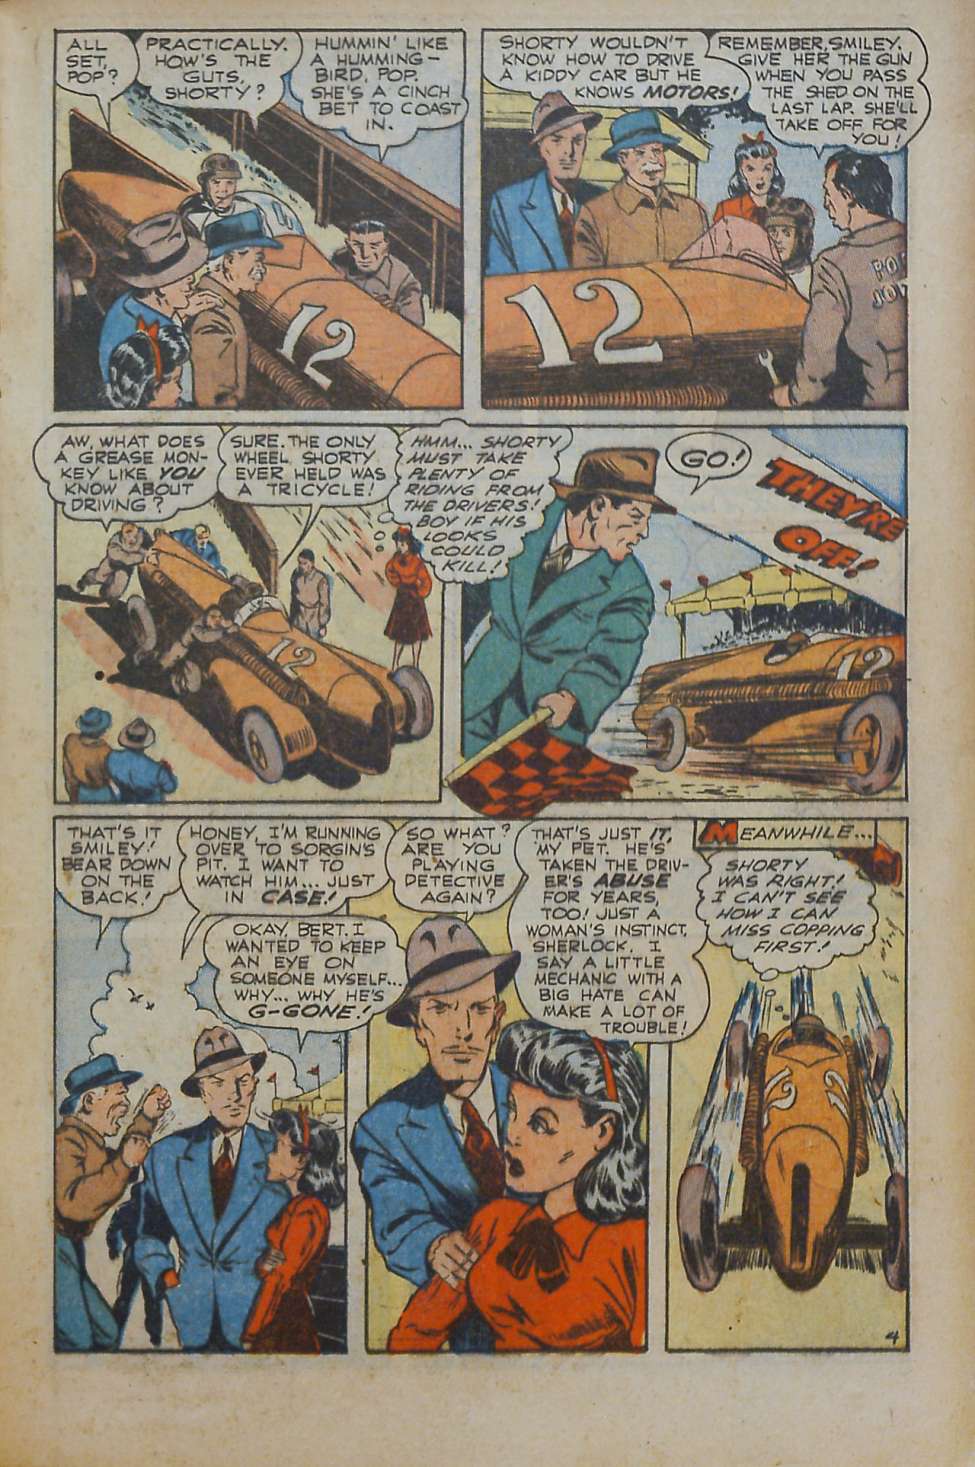 ALL
SET,
POP?
PRACTICALLY.
HOW'S THE
GUTS,
SHORTY?
HUMMIN' LIKE
A HUMMING-
BIRD, POP.
SHE'S A CINCH
BET TO COAST
IN.
12
SHORTY WOULDN'T
KNOW HOW TO DRIVE
A KIDDY CAR BUT HE
KNOWS MOTORS!
REMEMBER, SMILEY.
GIVE HER THE GUN
WHEN YOU PASS
THE SHED ON THE
LAST LAP. SHE'LL
TAKE OFF FOR
YOU!
12
AW, WHAT DOES
A GREASE MON-
KEY LIKE YOU
KNOW ABOUT
DRIVING?
SURE. THE ONLY
WHEEL SHORTY
EVER HELD WAS
A TRICYCLE!
HMM... SHORTY
MUST TAKE
PLENTY OF
RIDING FROM
THE DRIVERS!
BOY IF HIS
LOOKS
COULD
KILL!
12
GO!
THEY'RE
OFF!
12
THAT'S IT
SMILEY!
BEAR DOWN
ON THE
BACK!
HONEY, I'M RUNNING
OVER TO SORGIN'S
PIT. I WANT TO
WATCH HIM... JUST
IN CASE!
OKAY, BERT. I
WANTED TO KEEP
AN EYE ON
SOMEONE MYSELF...
WHY... WHY HE'S
G-GONE!
SO WHAT?
ARE YOU
PLAYING
DETECTIVE
AGAIN?
THAT'S JUST IT,
MY PET. HE'S
TAKEN THE DRIV-
ER'S ABUSE
FOR YEARS,
TOO! JUST A
WOMAN'S INSTINCT,
SHERLOCK. I
SAY A LITTLE
MECHANIC WITH A
BIG HATE CAN
MAKE A LOT OF
TROUBLE!
MEANWHILE...
SHORTY
WAS RIGHT!
I CAN'T SEE
HOW I CAN
MISS COPPING
FIRST!
4